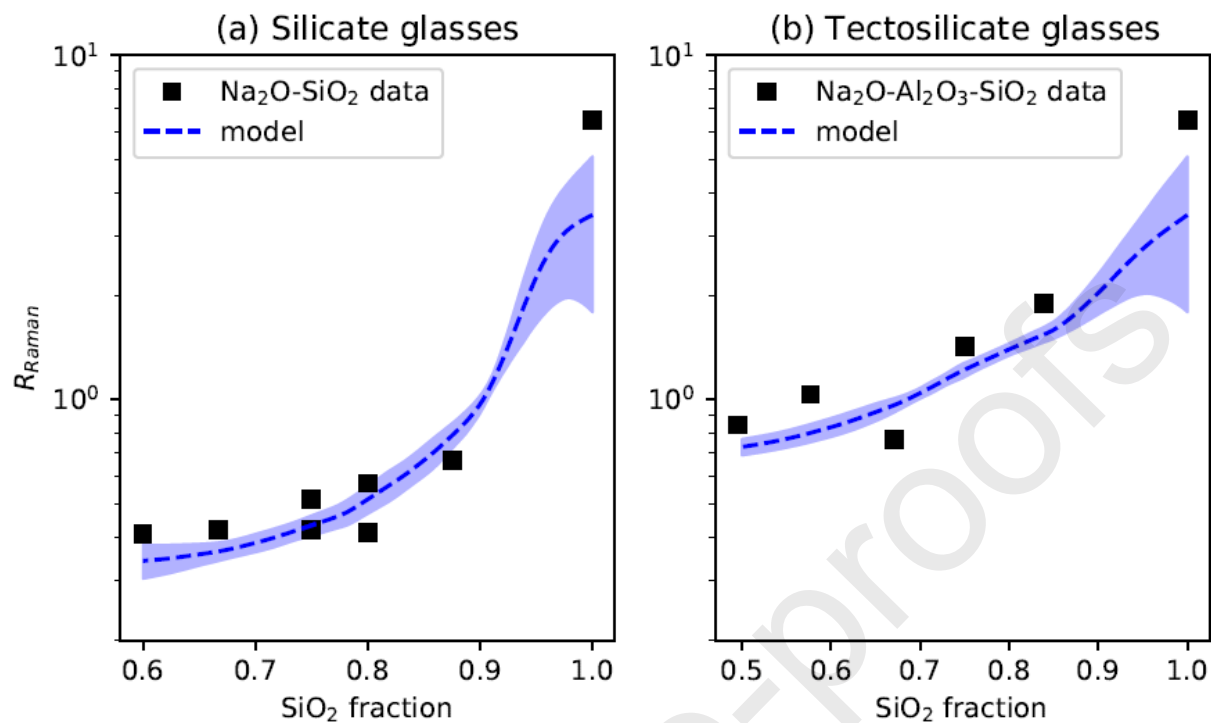 (a) Silicate glasses
(b) Tectosilicate glasses
10¹
Na₂O-SiO₂ data
model
10⁰
R_Raman
0.6 0.7 0.8 0.9 1.0
SiO₂ fraction
10¹
Na₂O-Al₂O₃-SiO₂ data
model
10⁰
0.5 0.6 0.7 0.8 0.9 1.0
SiO₂ fraction
-proofs